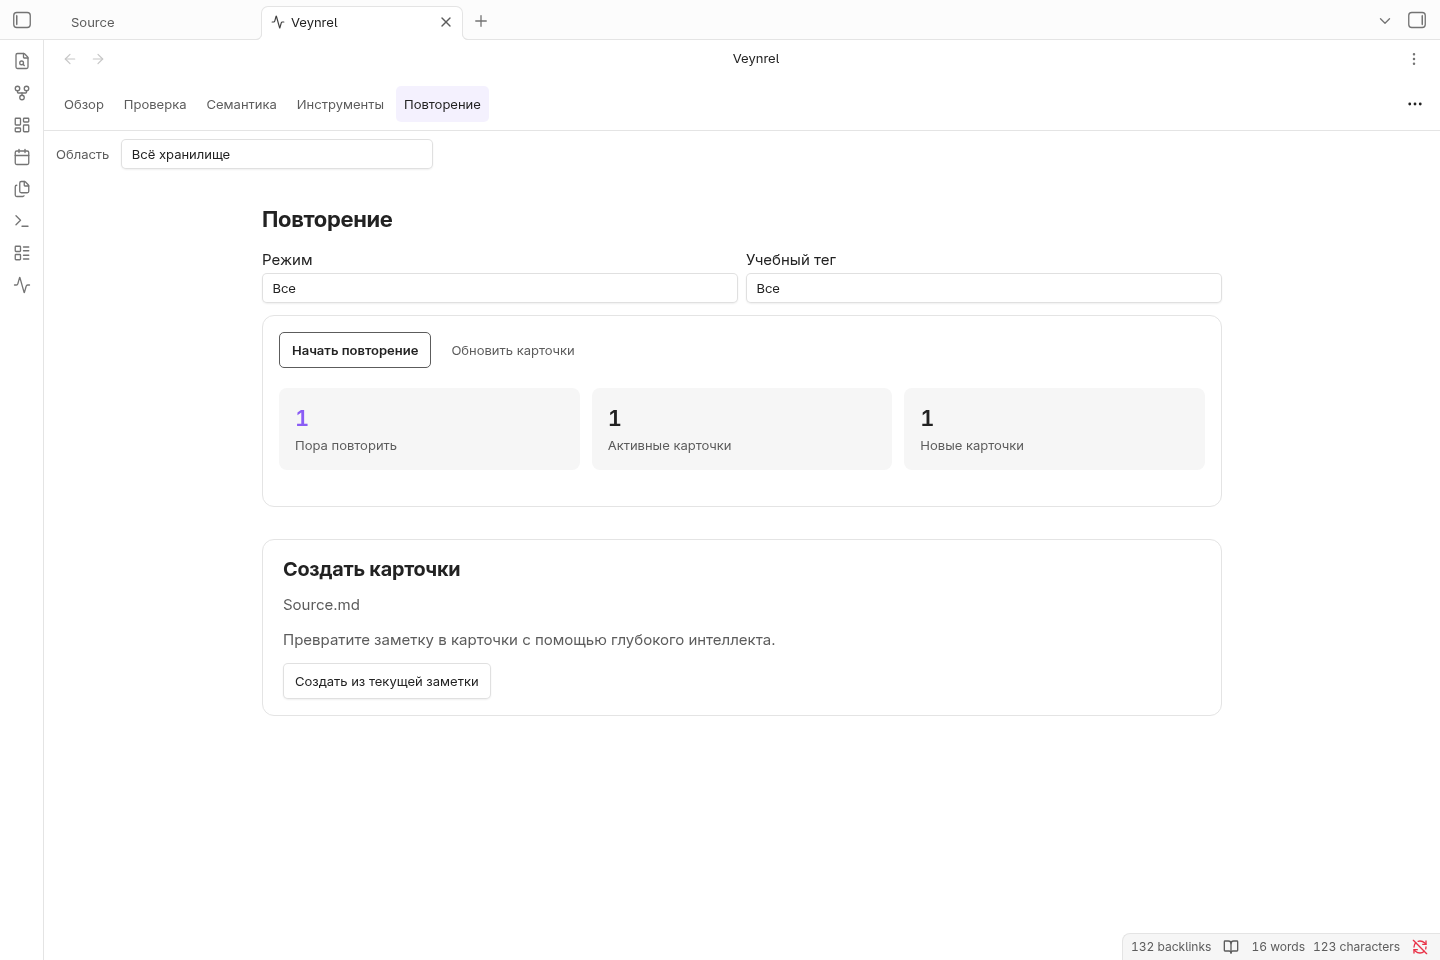 Source
Veynrel
Veynrel
Обзор
Проверка
Семантика
Инструменты
Повторение
Область
Всё хранилище
Повторение
Режим
Учебный тег
Все
Все
Начать повторение
Обновить карточки
1
Пора повторить
1
Активные карточки
1
Новые карточки
Создать карточки
Source.md
Превратите заметку в карточки с помощью глубокого интеллекта.
Создать из текущей заметки
132 backlinks
16 words
123 characters